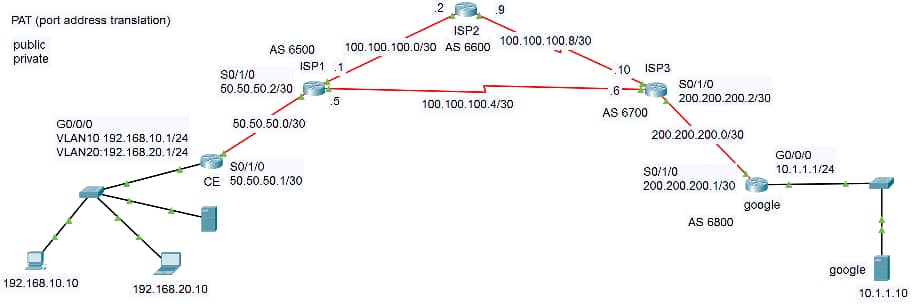 PAT (port address translation)
public
private
.2
.9
ISP2
AS 6600
100.100.100.0/30
100.100.100.8/30
AS 6500
ISP1
.1
.5
S0/1/0
50.50.50.2/30
100.100.100.4/30
.10
.6
ISP3
S0/1/0
200.200.200.2/30
AS 6700
50.50.50.0/30
200.200.200.0/30
G0/0/0
VLAN10 192.168.10.1/24
VLAN20:192.168.20.1/24
CE
S0/1/0
50.50.50.1/30
G0/0/0
10.1.1.1/24
S0/1/0
200.200.200.1/30
google
AS 6800
192.168.10.10
192.168.20.10
google
10.1.1.10